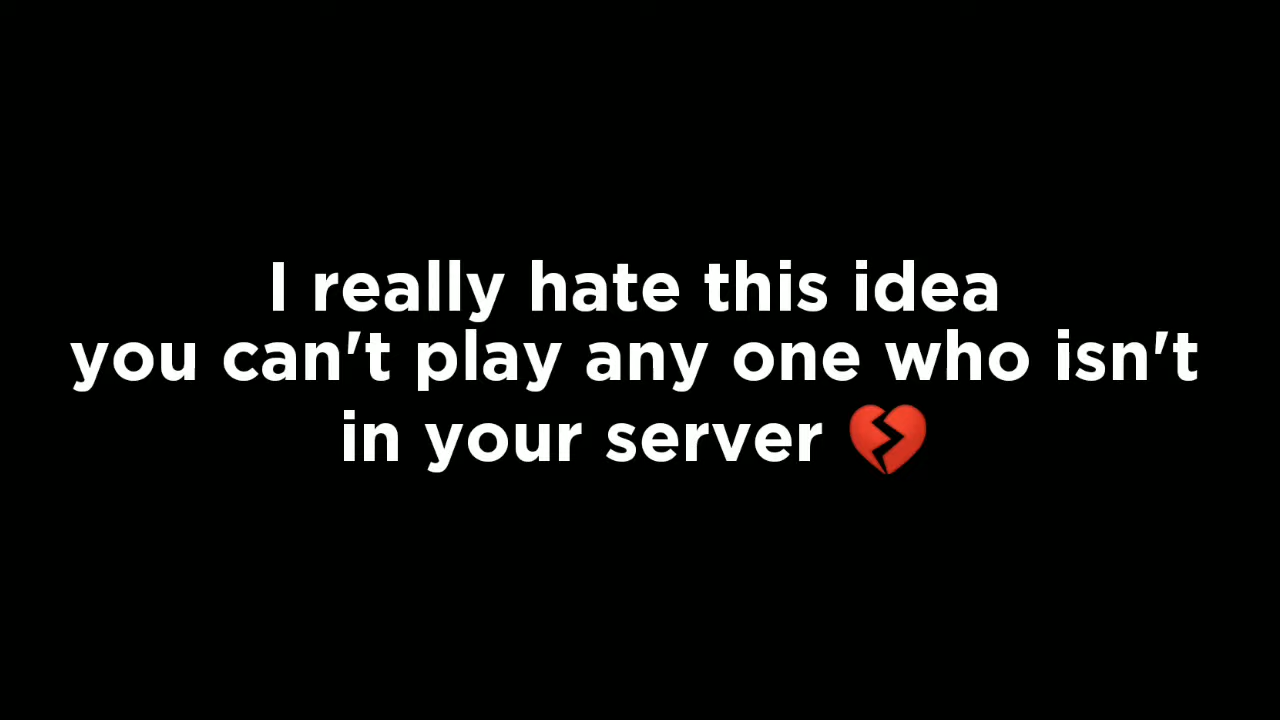 I really hate this idea
you can't play any one who isn't
in your server 💔